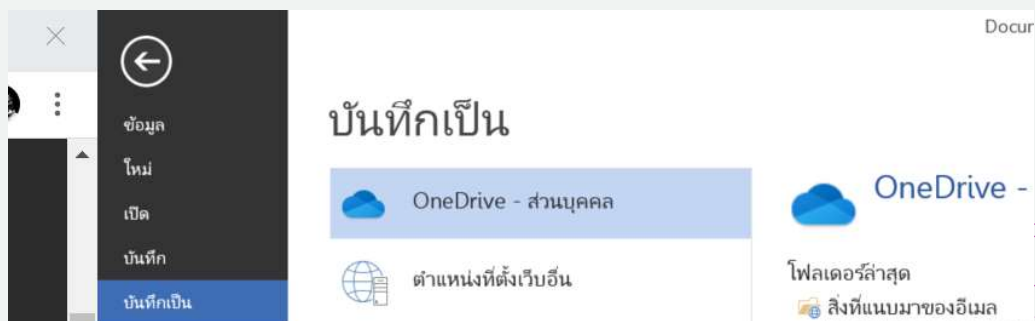 Docur
ข้อมูล
ใหม่
เปิด
บันทึก
บันทึกเป็น
บันทึกเป็น
OneDrive - ส่วนบุคคล
ตำแหน่งที่ตั้งเว็บอื่น
OneDrive -
โฟลเดอร์ล่าสุด
สิ่งที่แนบมาของอีเมล